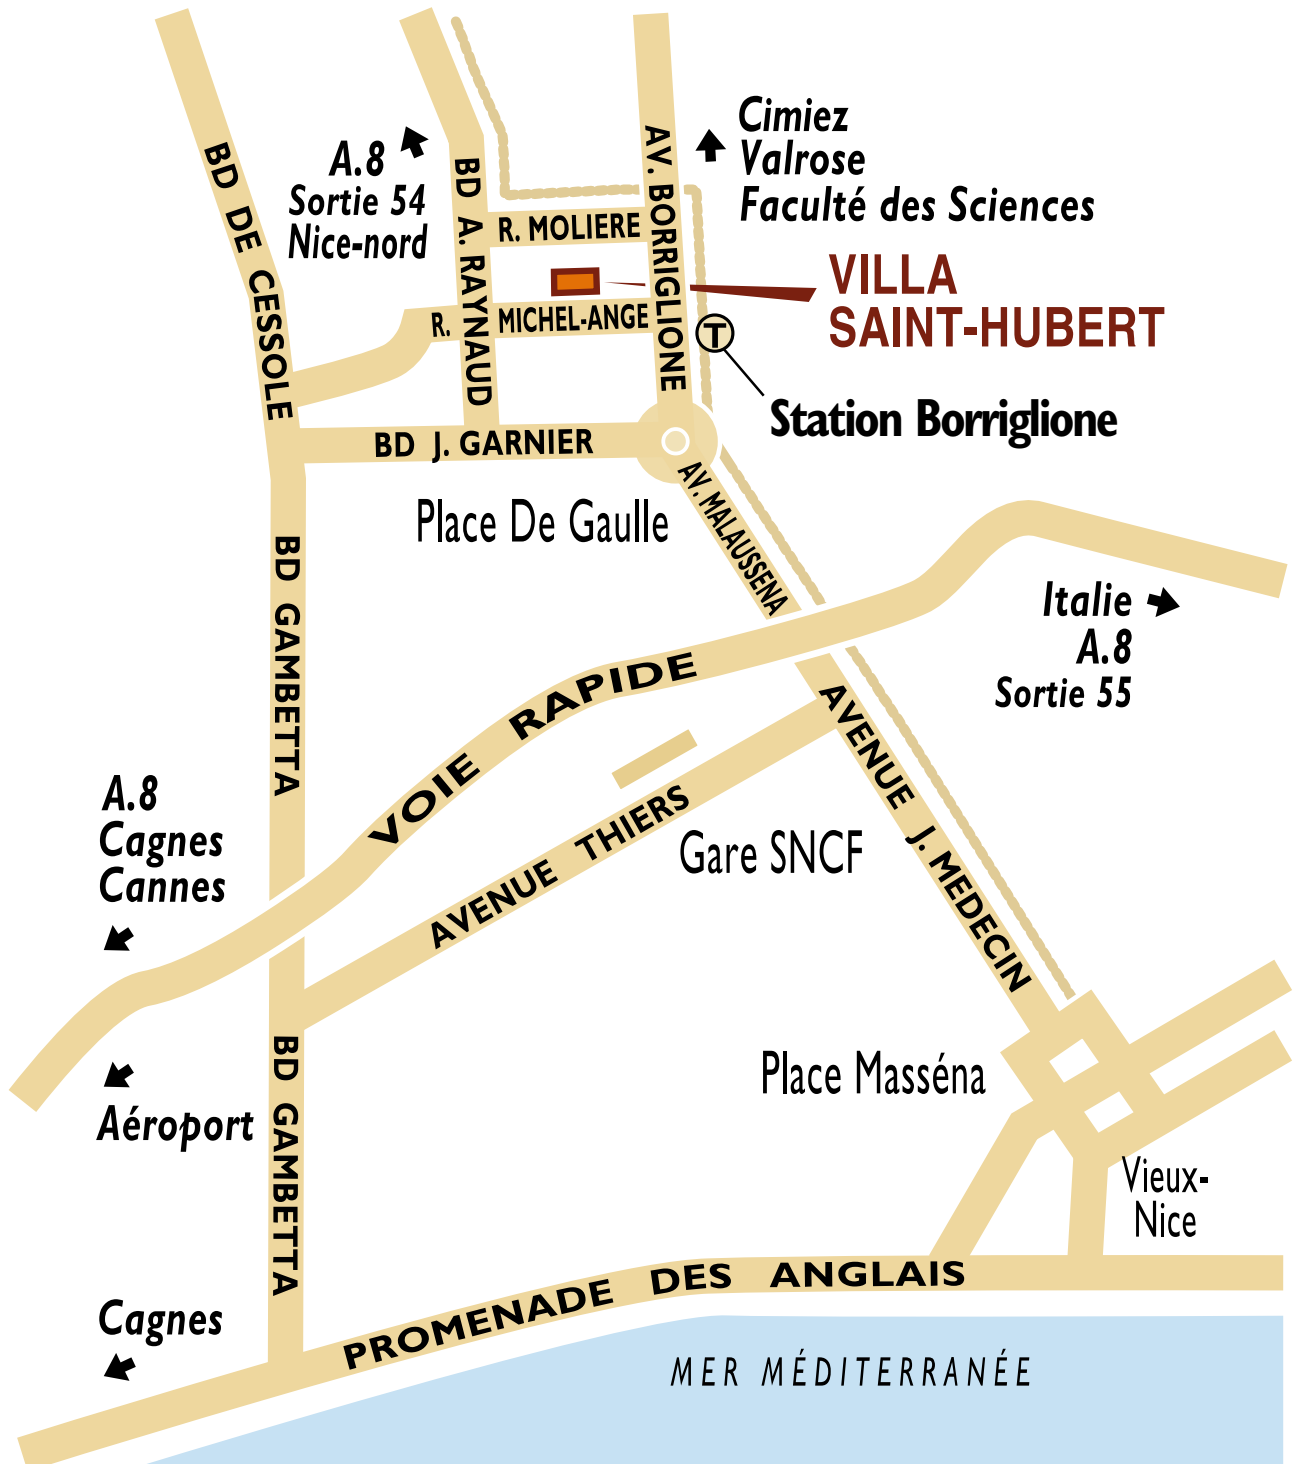 Cimiez
Valrose
Faculté des Sciences
A.8
Sortie 54
Nice-nord
BD DE CESSOLE
BD A. RAYNAUD
AV. BORRIGLIONE
R. MOLIERE
VILLA
SAINT-HUBERT
R. MICHEL-ANGE
T
Station Borriglione
BD J. GARNIER
Place De Gaulle
AV. MALAUSSENA
BD GAMBETTA
Italie
A.8
Sortie 55
VOIE RAPIDE
AVENUE J. MEDECIN
A.8
Cagnes
Cannes
AVENUE THIERS
Gare SNCF
Place Masséna
BD GAMBETTA
Aéroport
Vieux-
Nice
PROMENADE DES ANGLAIS
Cagnes
MER MÉDITERRANÉE